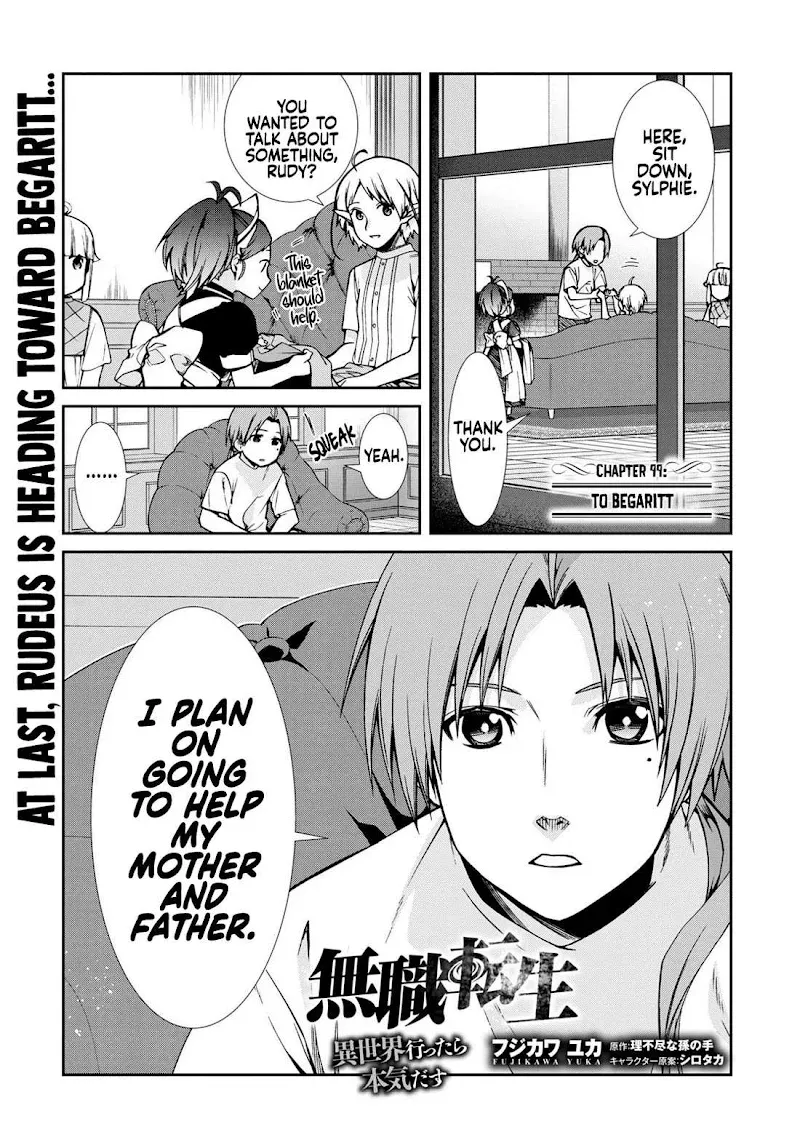 AT LAST, RUDEUS IS HEADING TOWARD BEGARITT...
HERE,
SIT
DOWN,
SYLPHIE.
THANK
YOU.
CHAPTER 99:
TO BEGARITT
YOU
WANTED TO
TALK ABOUT
SOMETHING,
RUDY?
This
blanket
should
help.
YEAH.
SQUEAK
......
I PLAN
ON
GOING
TO HELP
MY
MOTHER
AND
FATHER.
無職転生
異世界行ったら
本気だす
フジカワ ユカ
FUJIKAWA YUKA
原作:理不尽な孫の手
キャラクター原案:シロタカ